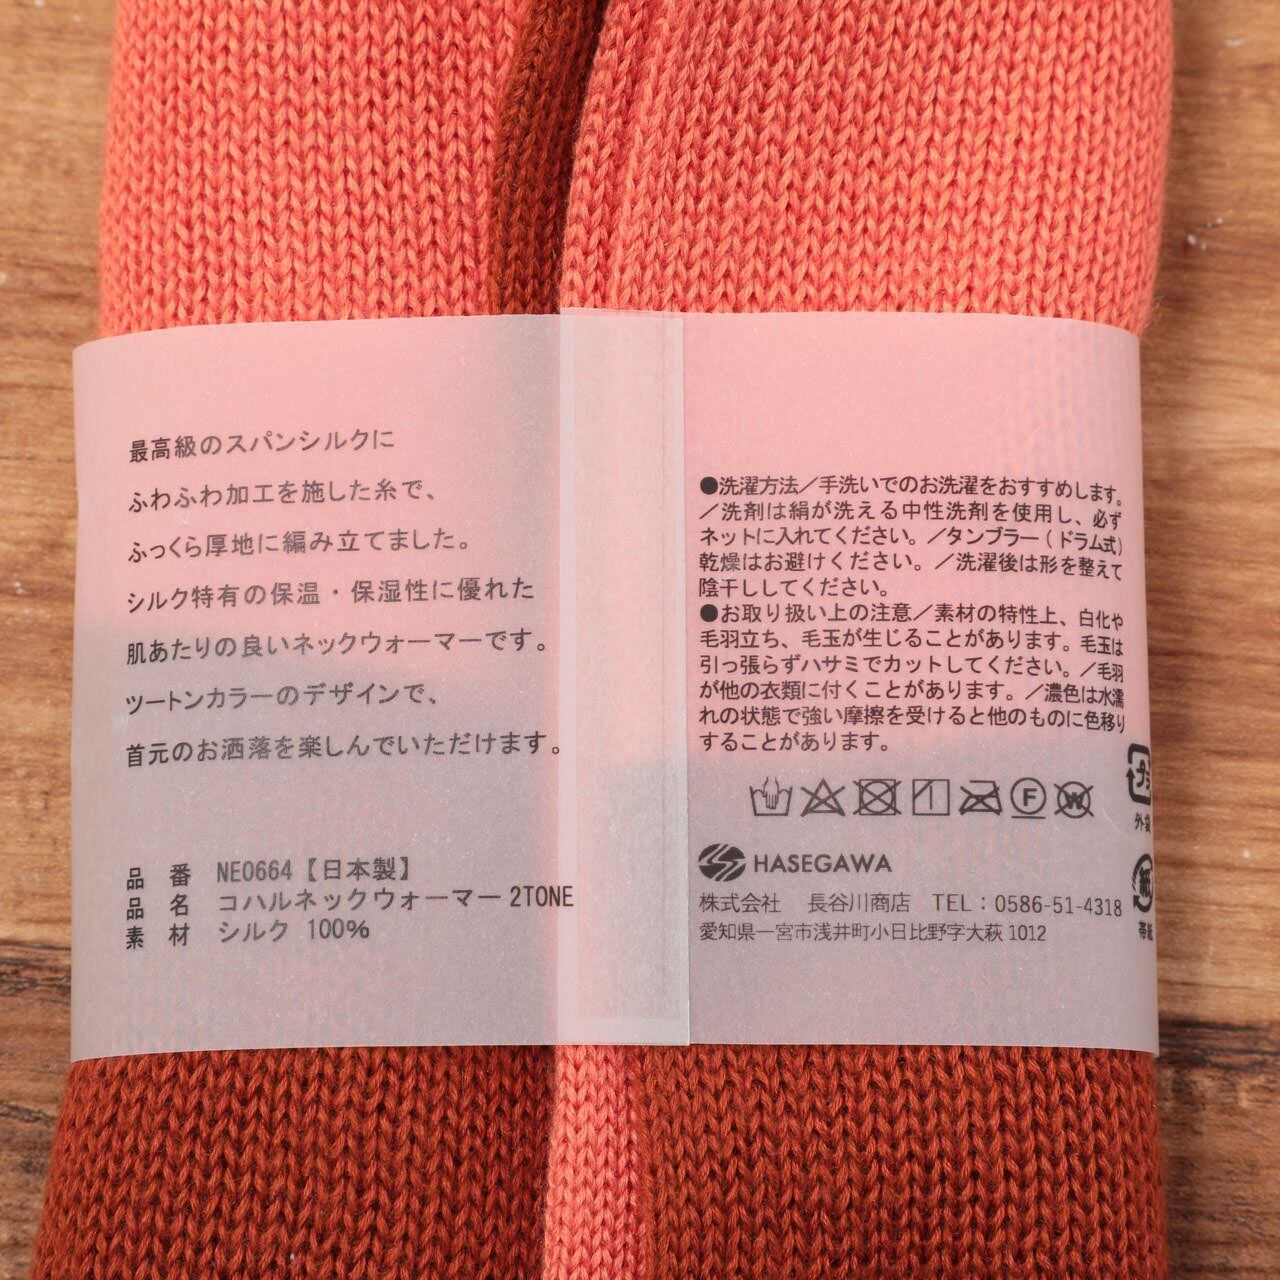 最高級のスパンシルクに
ふわふわ加工を施した糸で、
ふっくら厚地に編み立てました。
シルク特有の保温・保湿性に優れた
肌あたりの良いネックウォーマーです。
ツートンカラーのデザインで、
首元のお洒落を楽しんでいただけます。
品 番 NE0664【日本製】
品 名 コハルネックウォーマー2TONE
素 材 シルク 100%
●洗濯方法／手洗いでのお洗濯をおすすめします。
／洗剤は絹が洗える中性洗剤を使用し、必ず
ネットに入れてください。／タンブラー(ドラム式)
乾燥はお避けください。／洗濯後は形を整えて
陰干ししてください。
●お取り扱い上の注意／素材の特性上、白化や
毛羽立ち、毛玉が生じることがあります。毛玉は
引っ張らずハサミでカットしてください。／毛羽
が他の衣類に付くことがあります。／濃色は水濡
れの状態で強い摩擦を受けると他のものに色移り
することがあります。
F W
プラ
外袋
HASEGAWA
株式会社 長谷川商店 TEL：0586-51-4318
愛知県一宮市浅井町小日比野字大萩1012
紙
帯紙